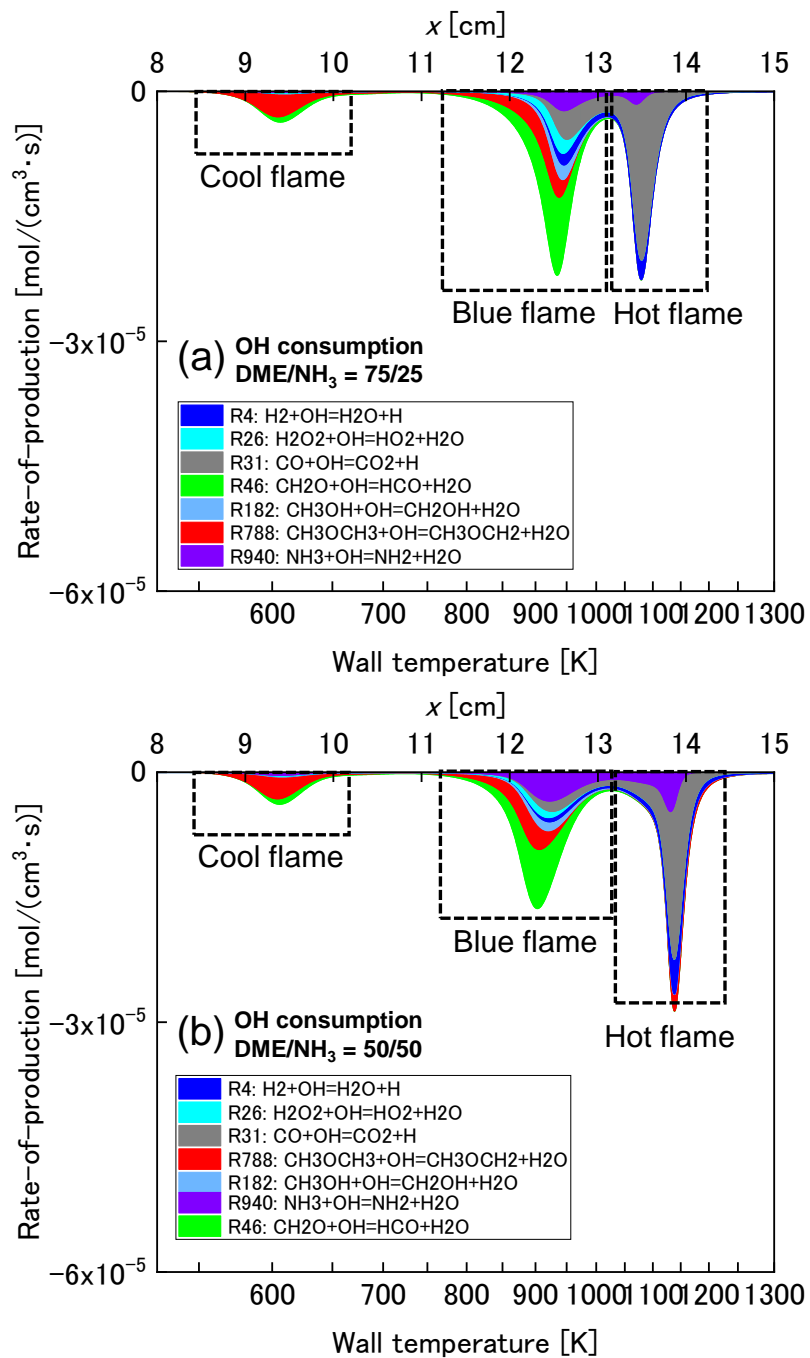 x [cm]
8 9 10 11 12 13 14 15
0
Cool flame
Blue flame
Hot flame
−3x10⁻⁵
(a) OH consumption
DME/NH₃ = 75/25
R4: H2+OH=H2O+H
R26: H2O2+OH=HO2+H2O
R31: CO+OH=CO2+H
R46: CH2O+OH=HCO+H2O
R182: CH3OH+OH=CH2OH+H2O
R788: CH3OCH3+OH=CH3OCH2+H2O
R940: NH3+OH=NH2+H2O
−6x10⁻⁵
Rate-of-production [mol/(cm³·s)]
600 700 800 900 1000 1100 1200 1300
Wall temperature [K]
x [cm]
8 9 10 11 12 13 14 15
0
Cool flame
Blue flame
Hot flame
−3x10⁻⁵
(b) OH consumption
DME/NH₃ = 50/50
R4: H2+OH=H2O+H
R26: H2O2+OH=HO2+H2O
R31: CO+OH=CO2+H
R788: CH3OCH3+OH=CH3OCH2+H2O
R182: CH3OH+OH=CH2OH+H2O
R940: NH3+OH=NH2+H2O
R46: CH2O+OH=HCO+H2O
−6x10⁻⁵
Rate-of-production [mol/(cm³·s)]
600 700 800 900 1000 1100 1200 1300
Wall temperature [K]